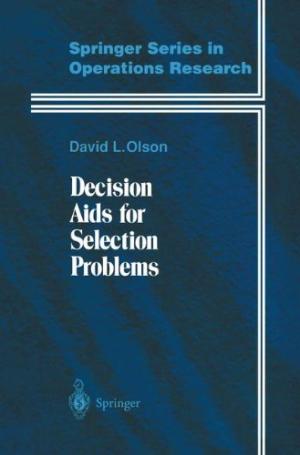 Springer Series in
Operations Research
David L. Olson
Decision
Aids for
Selection
Problems
Springer